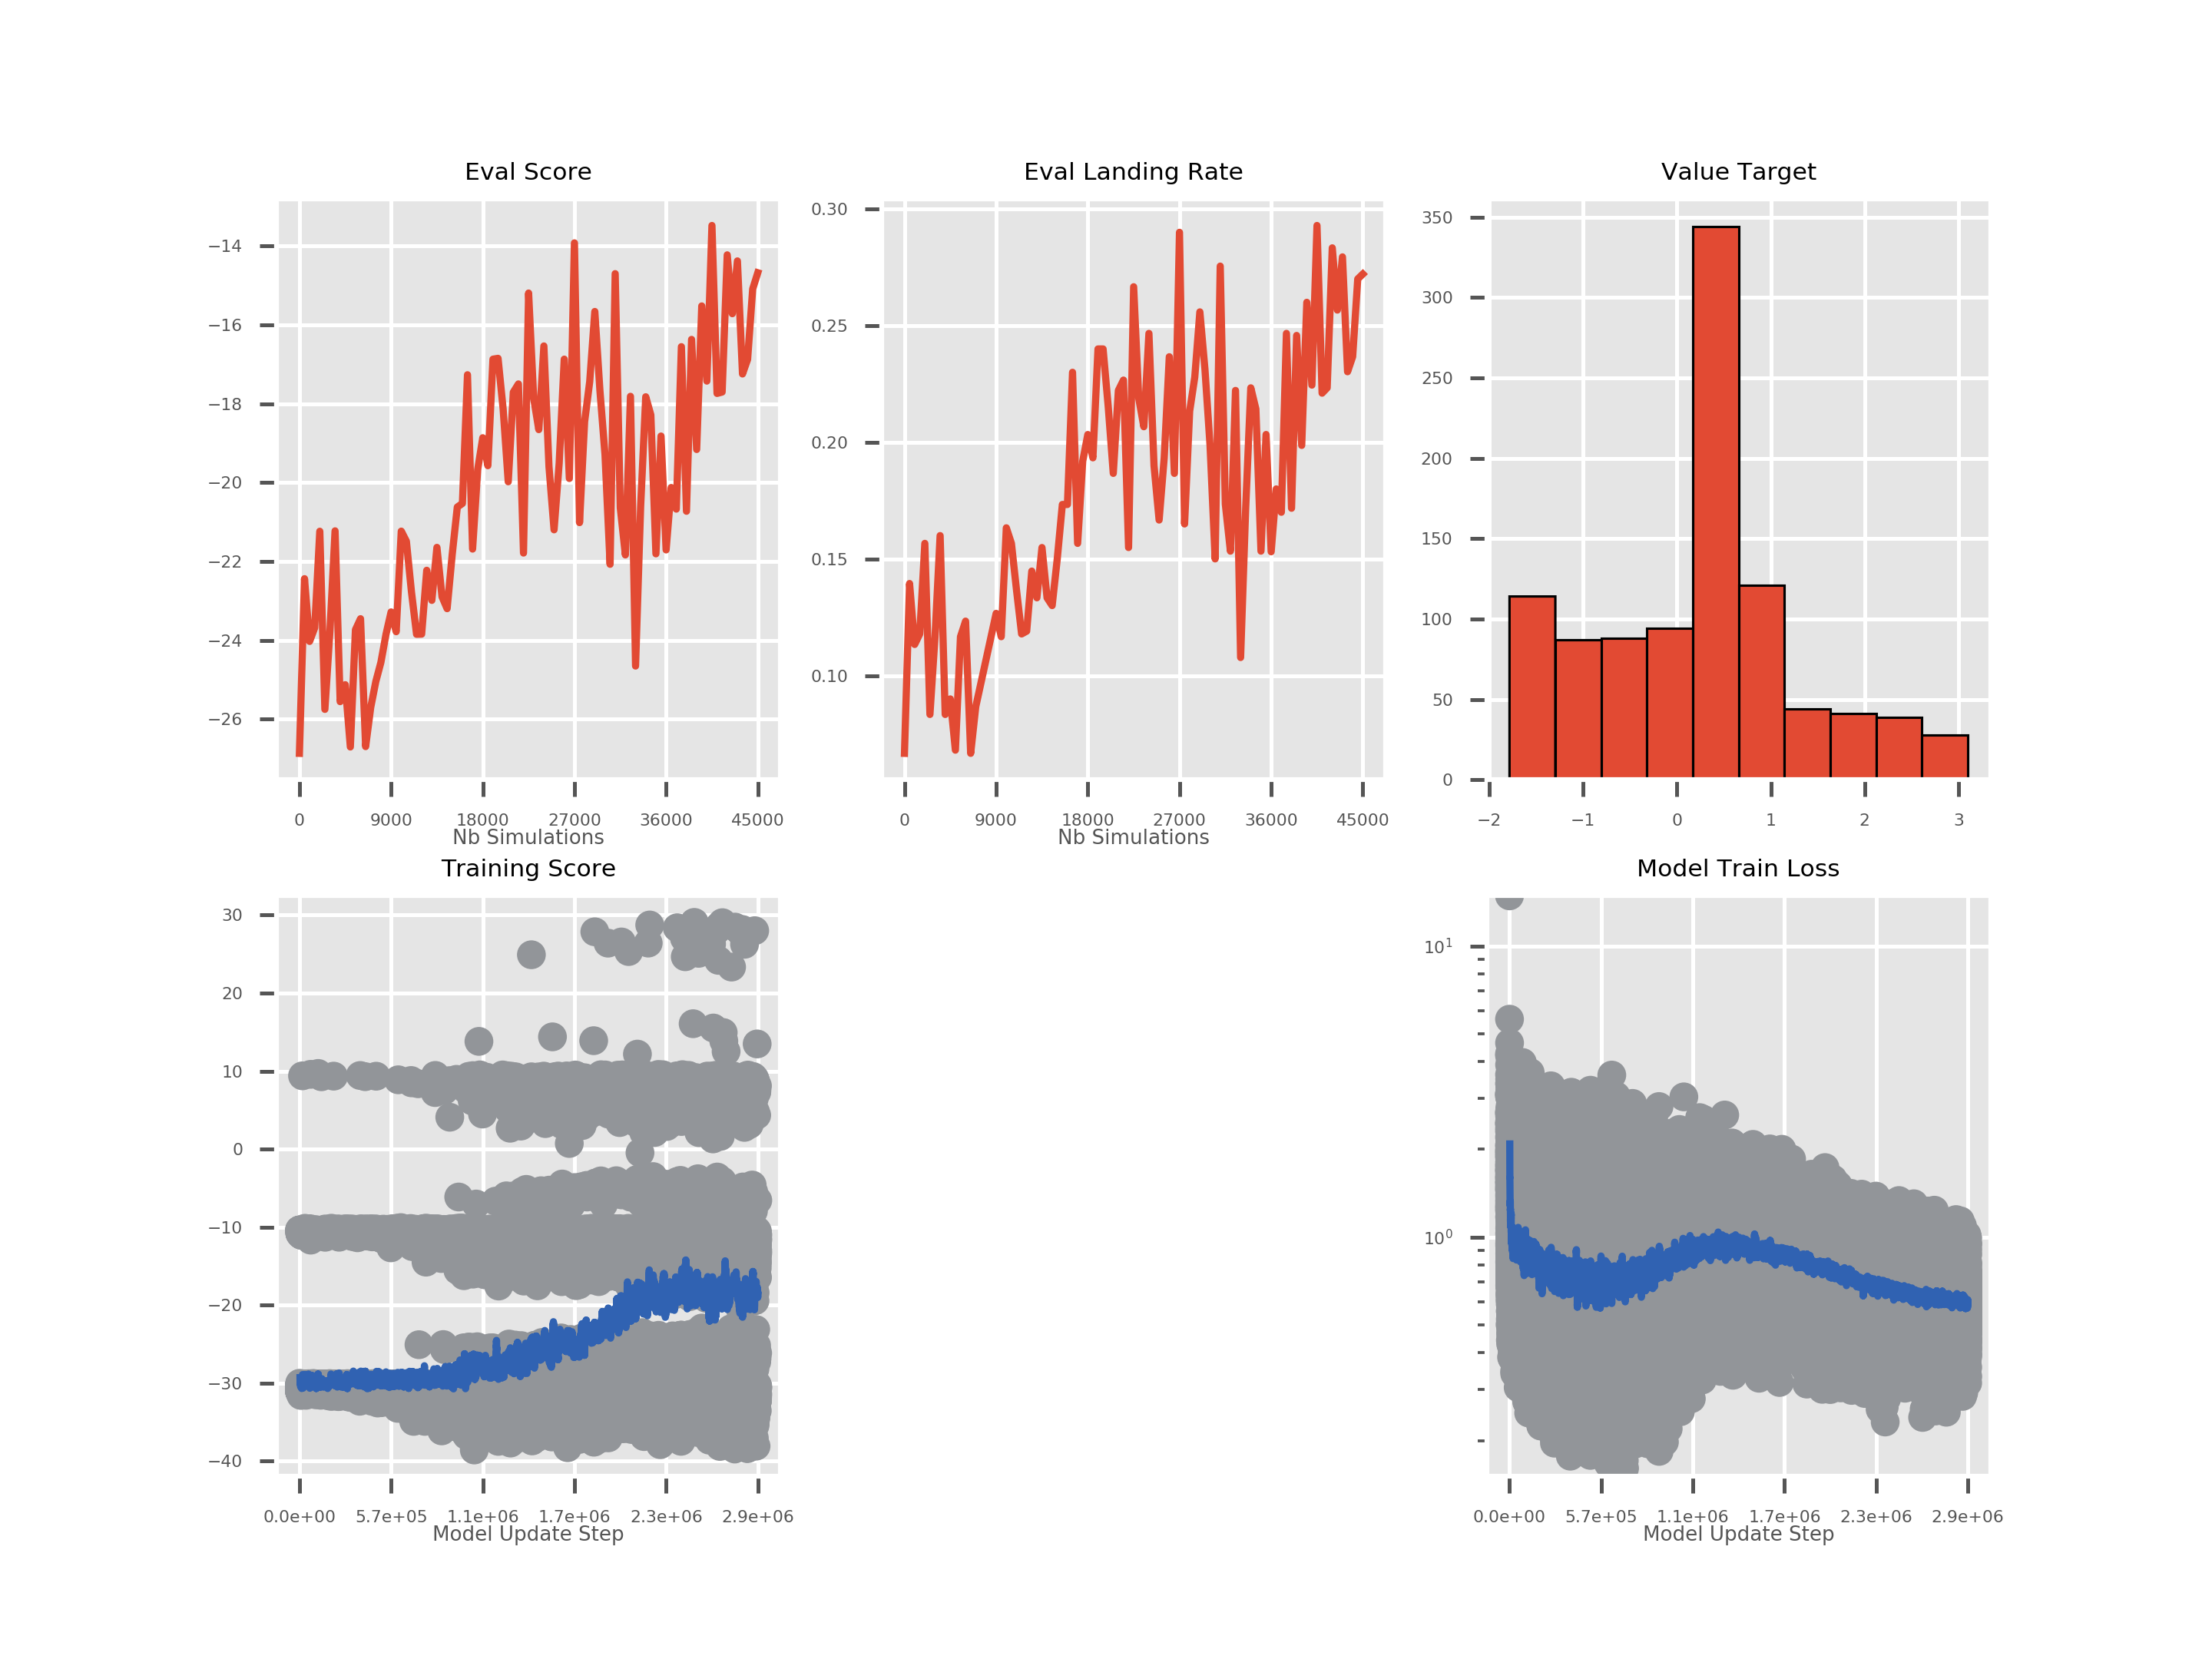 Eval Score
−14
−16
−18
−20
−22
−24
−26
0 9000 18000 27000 36000 45000
Nb Simulations
Eval Landing Rate
0.30
0.25
0.20
0.15
0.10
0 9000 18000 27000 36000 45000
Nb Simulations
Value Target
350
300
250
200
150
100
50
0
−2 −1 0 1 2 3
Training Score
30
20
10
0
−10
−20
−30
−40
0.0e+00 5.7e+05 1.1e+06 1.7e+06 2.3e+06 2.9e+06
Model Update Step
Model Train Loss
10¹
10⁰
0.0e+00 5.7e+05 1.1e+06 1.7e+06 2.3e+06 2.9e+06
Model Update Step